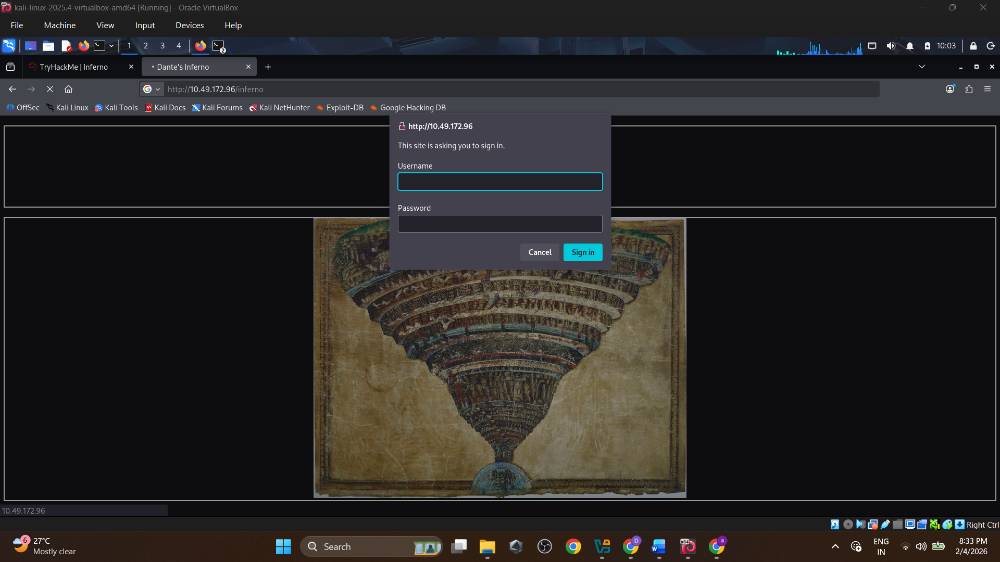 kali-linux-2025.4-virtualbox-amd64 [Running] - Oracle VirtualBox
File Machine View Input Devices Help
1 2 3 4 2 10:03
TryHackMe | Inferno Dante's Inferno
http://10.49.172.96/inferno
OffSec Kali Linux Kali Tools Kali Docs Kali Forums Kali NetHunter Exploit-DB Google Hacking DB
http://10.49.172.96
This site is asking you to sign in.
Username
Password
Cancel Sign in
10.49.172.96
Right Ctrl
6 27°C
Mostly clear
Search
D
a
x64
ENG
IN
8:33 PM
2/4/2026